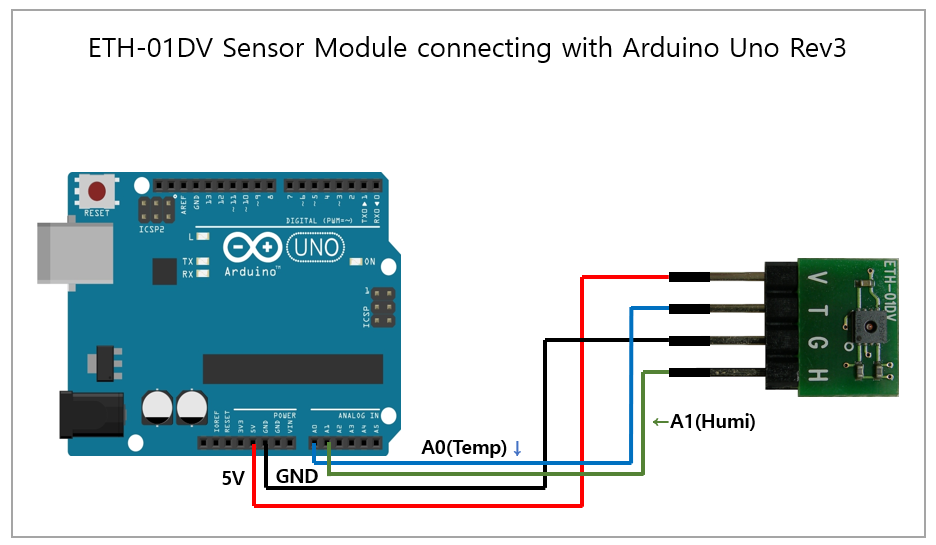 ETH-01DV Sensor Module connecting with Arduino Uno Rev3
RESET
ICSP2
AREF
GND
13
12
~11
~10
~9
8
7
~6
~5
4
~3
2
TX0▶1
RX0◀0
DIGITAL (PWM=~)
L
TX
RX
Arduino™
UNO
ON
1
ICSP
IOREF
RESET
3V3
5V
GND
GND
VIN
POWER
ANALOG IN
A0
A1
A2
A3
A4
A5
V
T
G
H
ETH-01DV
←A1(Humi)
A0(Temp) ↓
5V
GND